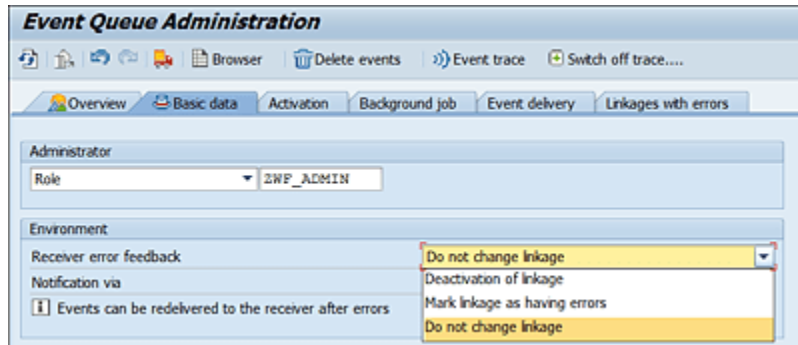 Event Queue Administration
Browser Delete events Event trace Switch off trace....
Overview Basic data Activation Background job Event delivery Linkages with errors
Administrator
Role ZWF_ADMIN
Environment
Receiver error feedback Do not change linkage
Deactivation of linkage
Notification via
Mark linkage as having errors
Events can be redelivered to the receiver after errors
Do not change linkage